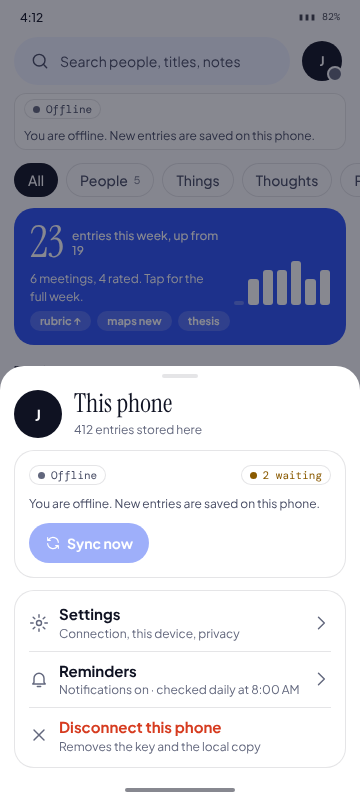 4:12
82%
Search people, titles, notes
J
Offline
You are offline. New entries are saved on this phone.
All
People 5
Things
Thoughts
23 entries this week, up from
19
6 meetings, 4 rated. Tap for the
full week.
rubric ↑
maps new
thesis
J
This phone
412 entries stored here
Offline
2 waiting
You are offline. New entries are saved on this phone.
Sync now
Settings
Connection, this device, privacy
Reminders
Notifications on · checked daily at 8:00 AM
Disconnect this phone
Removes the key and the local copy